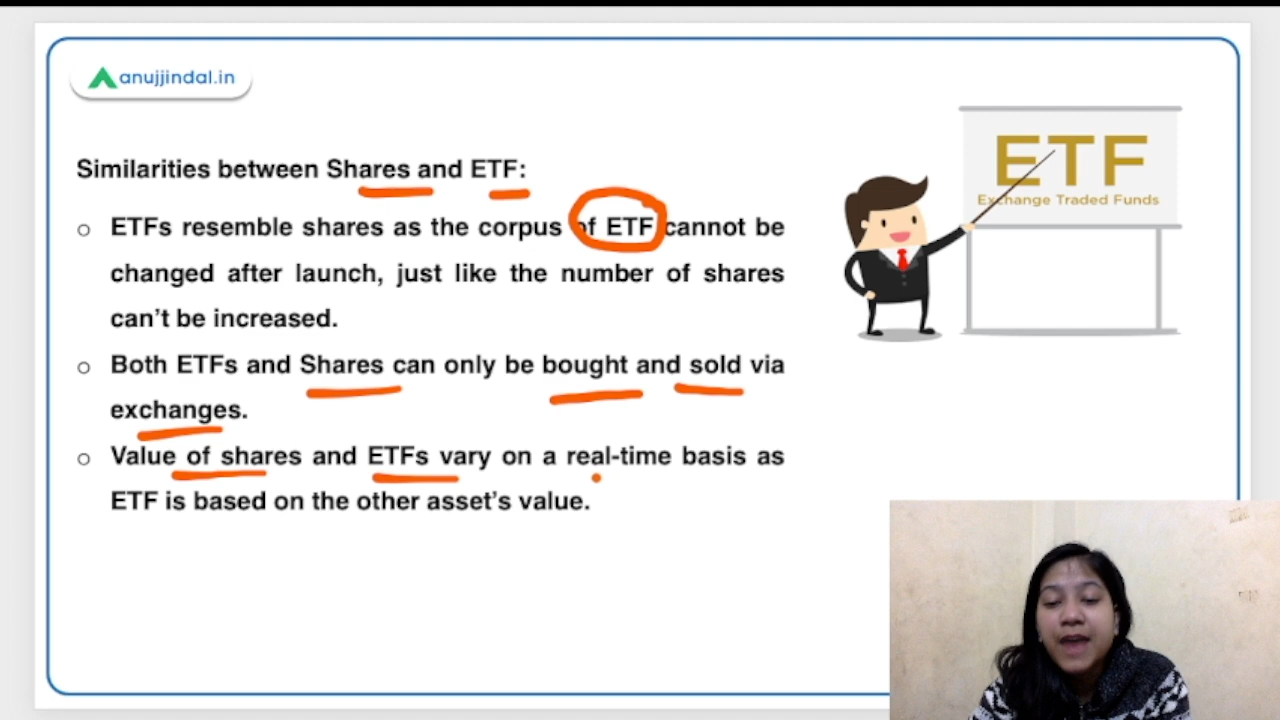 anujjindal.in
Similarities between Shares and ETF:
ETF
Exchange Traded Funds
○ ETFs resemble shares as the corpus of ETF cannot be
changed after launch, just like the number of shares
can't be increased.
○ Both ETFs and Shares can only be bought and sold via
exchanges.
○ Value of shares and ETFs vary on a real-time basis as
ETF is based on the other asset's value.